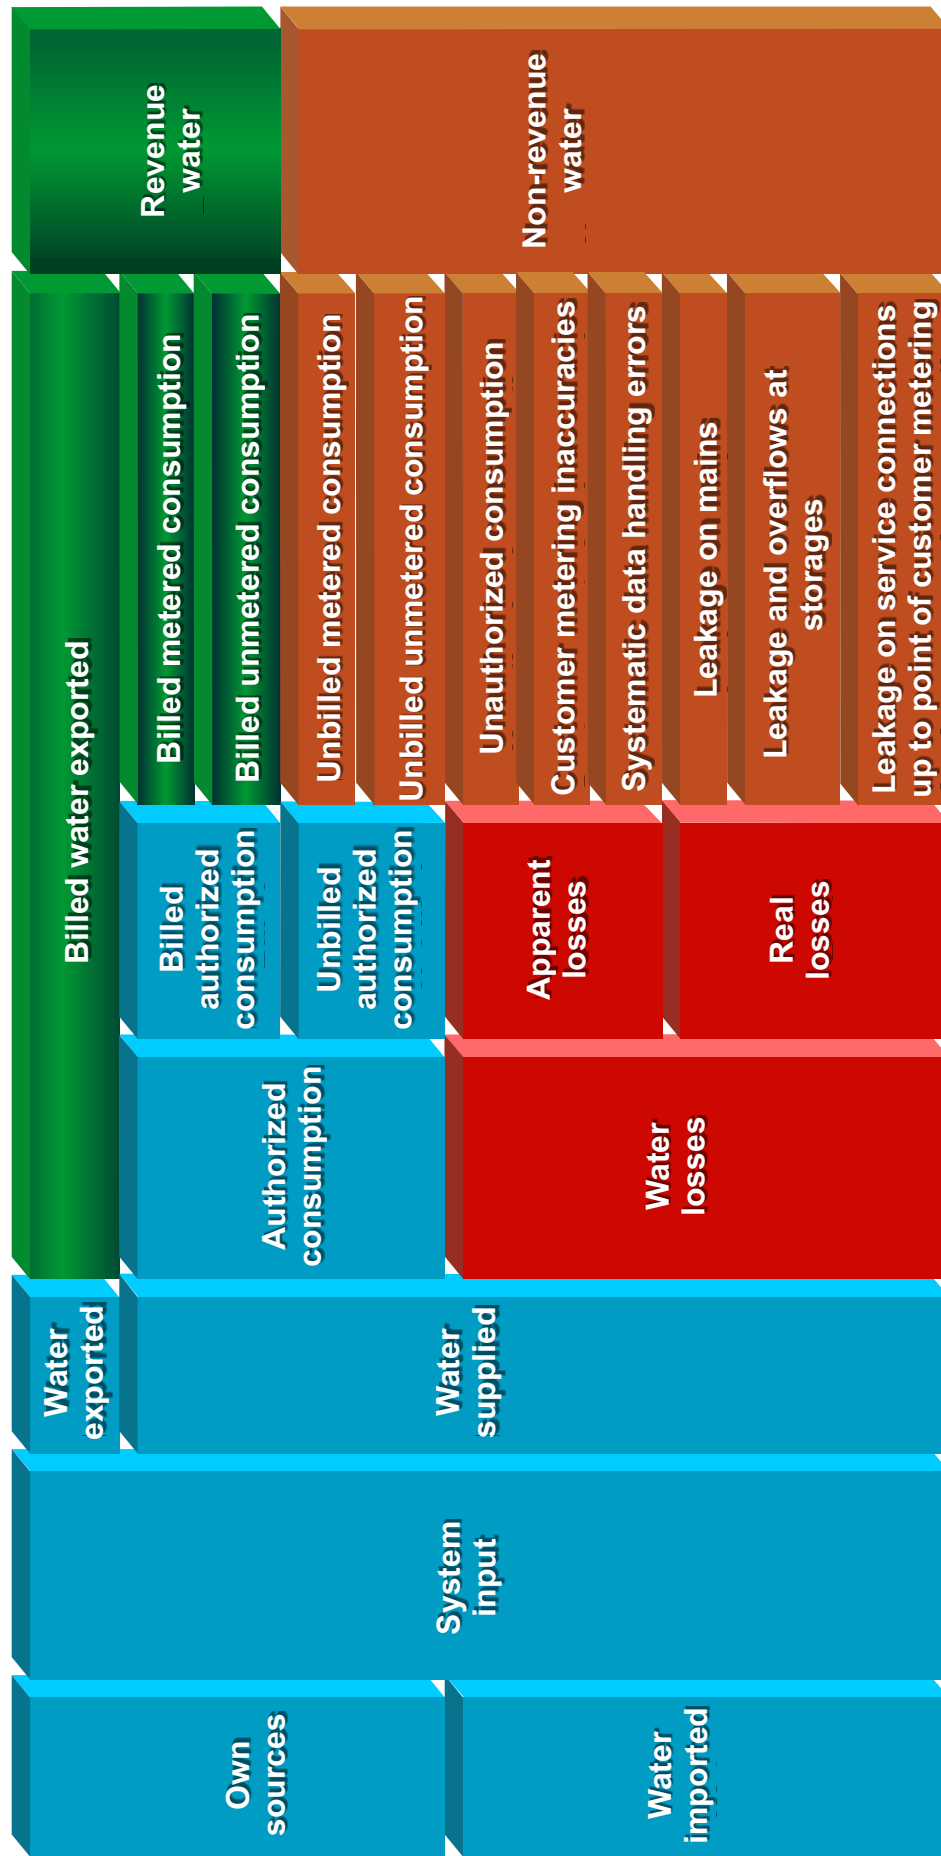 Own
sources
Water
imported
System
input
Water
exported
Water
supplied
Billed water exported
Authorized
consumption
Water
losses
Billed
authorized
consumption
Unbilled
authorized
consumption
Apparent
losses
Real
losses
Billed metered consumption
Billed unmetered consumption
Unbilled metered consumption
Unbilled unmetered consumption
Unauthorized consumption
Customer metering inaccuracies
Systematic data handling errors
Leakage on mains
Leakage and overflows at
storages
Leakage on service connections
up to point of customer metering
Revenue
water
Non-revenue
water